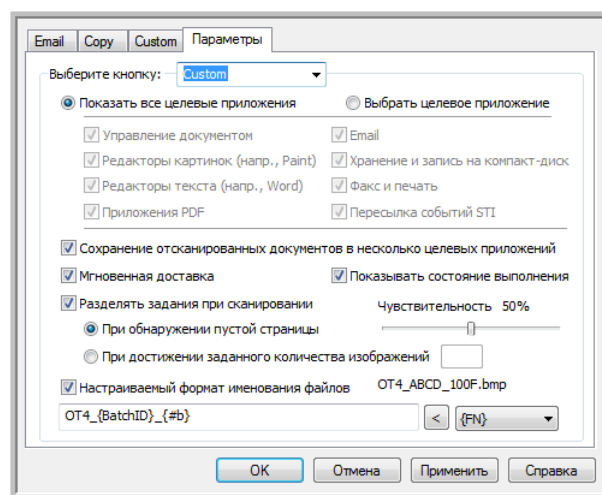 Email Copy Custom Параметры
Выберите кнопку: Custom
Показать все целевые приложения Выбрать целевое приложение
Управление документом Email
Редакторы картинок (напр., Paint) Хранение и запись на компакт-диск
Редакторы текста (напр., Word) Факс и печать
Приложения PDF Пересылка событий STI
Сохранение отсканированных документов в несколько целевых приложений
Мгновенная доставка Показывать состояние выполнения
Разделять задания при сканировании Чувствительность 50%
При обнаружении пустой страницы
При достижении заданного количества изображений
Настраиваемый формат именования файлов OT4_ABCD_100F.bmp
OT4_{BatchID}_{#b} < {FN}
OK Отмена Применить Справка